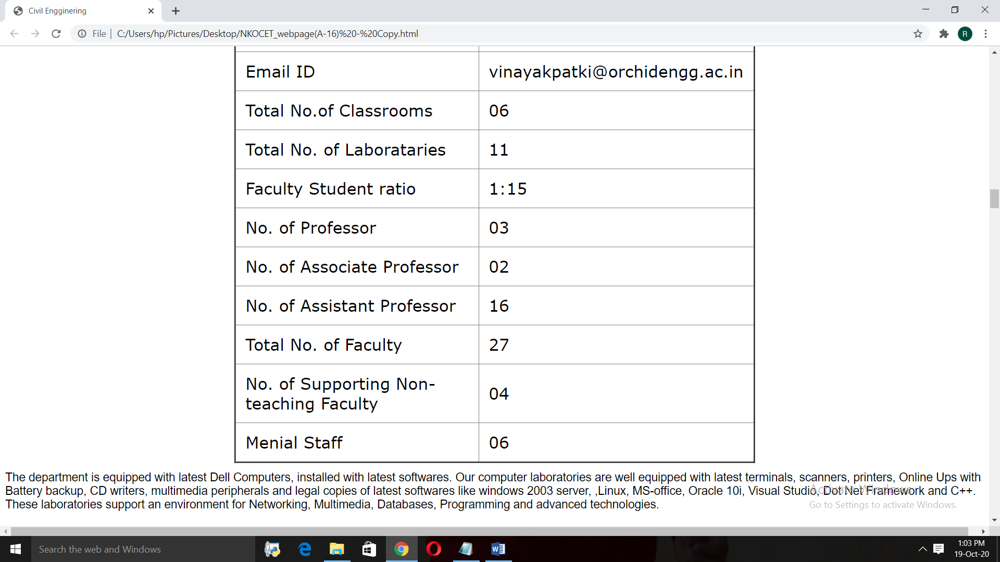 Civil Engginering
File
C:/Users/hp/Pictures/Desktop/NKOCET_webpage(A-16)%20-%20Copy.html
R
Email ID vinayakpatki@orchidengg.ac.in
Total No.of Classrooms 06
Total No. of Laborataries 11
Faculty Student ratio 1:15
No. of Professor 03
No. of Associate Professor 02
No. of Assistant Professor 16
Total No. of Faculty 27
No. of Supporting Non-
teaching Faculty 04
Menial Staff 06
The department is equipped with latest Dell Computers, installed with latest softwares. Our computer laboratories are well equipped with latest terminals, scanners, printers, Online Ups with
Battery backup, CD writers, multimedia peripherals and legal copies of latest softwares like windows 2003 server, ,Linux, MS-office, Oracle 10i, Visual Studio, Dot Net Framework and C++.
These laboratories support an environment for Networking, Multimedia, Databases, Programming and advanced technologies.
Activate Windows
Go to Settings to activate Windows.
Search the web and Windows
1:03 PM
19-Oct-20